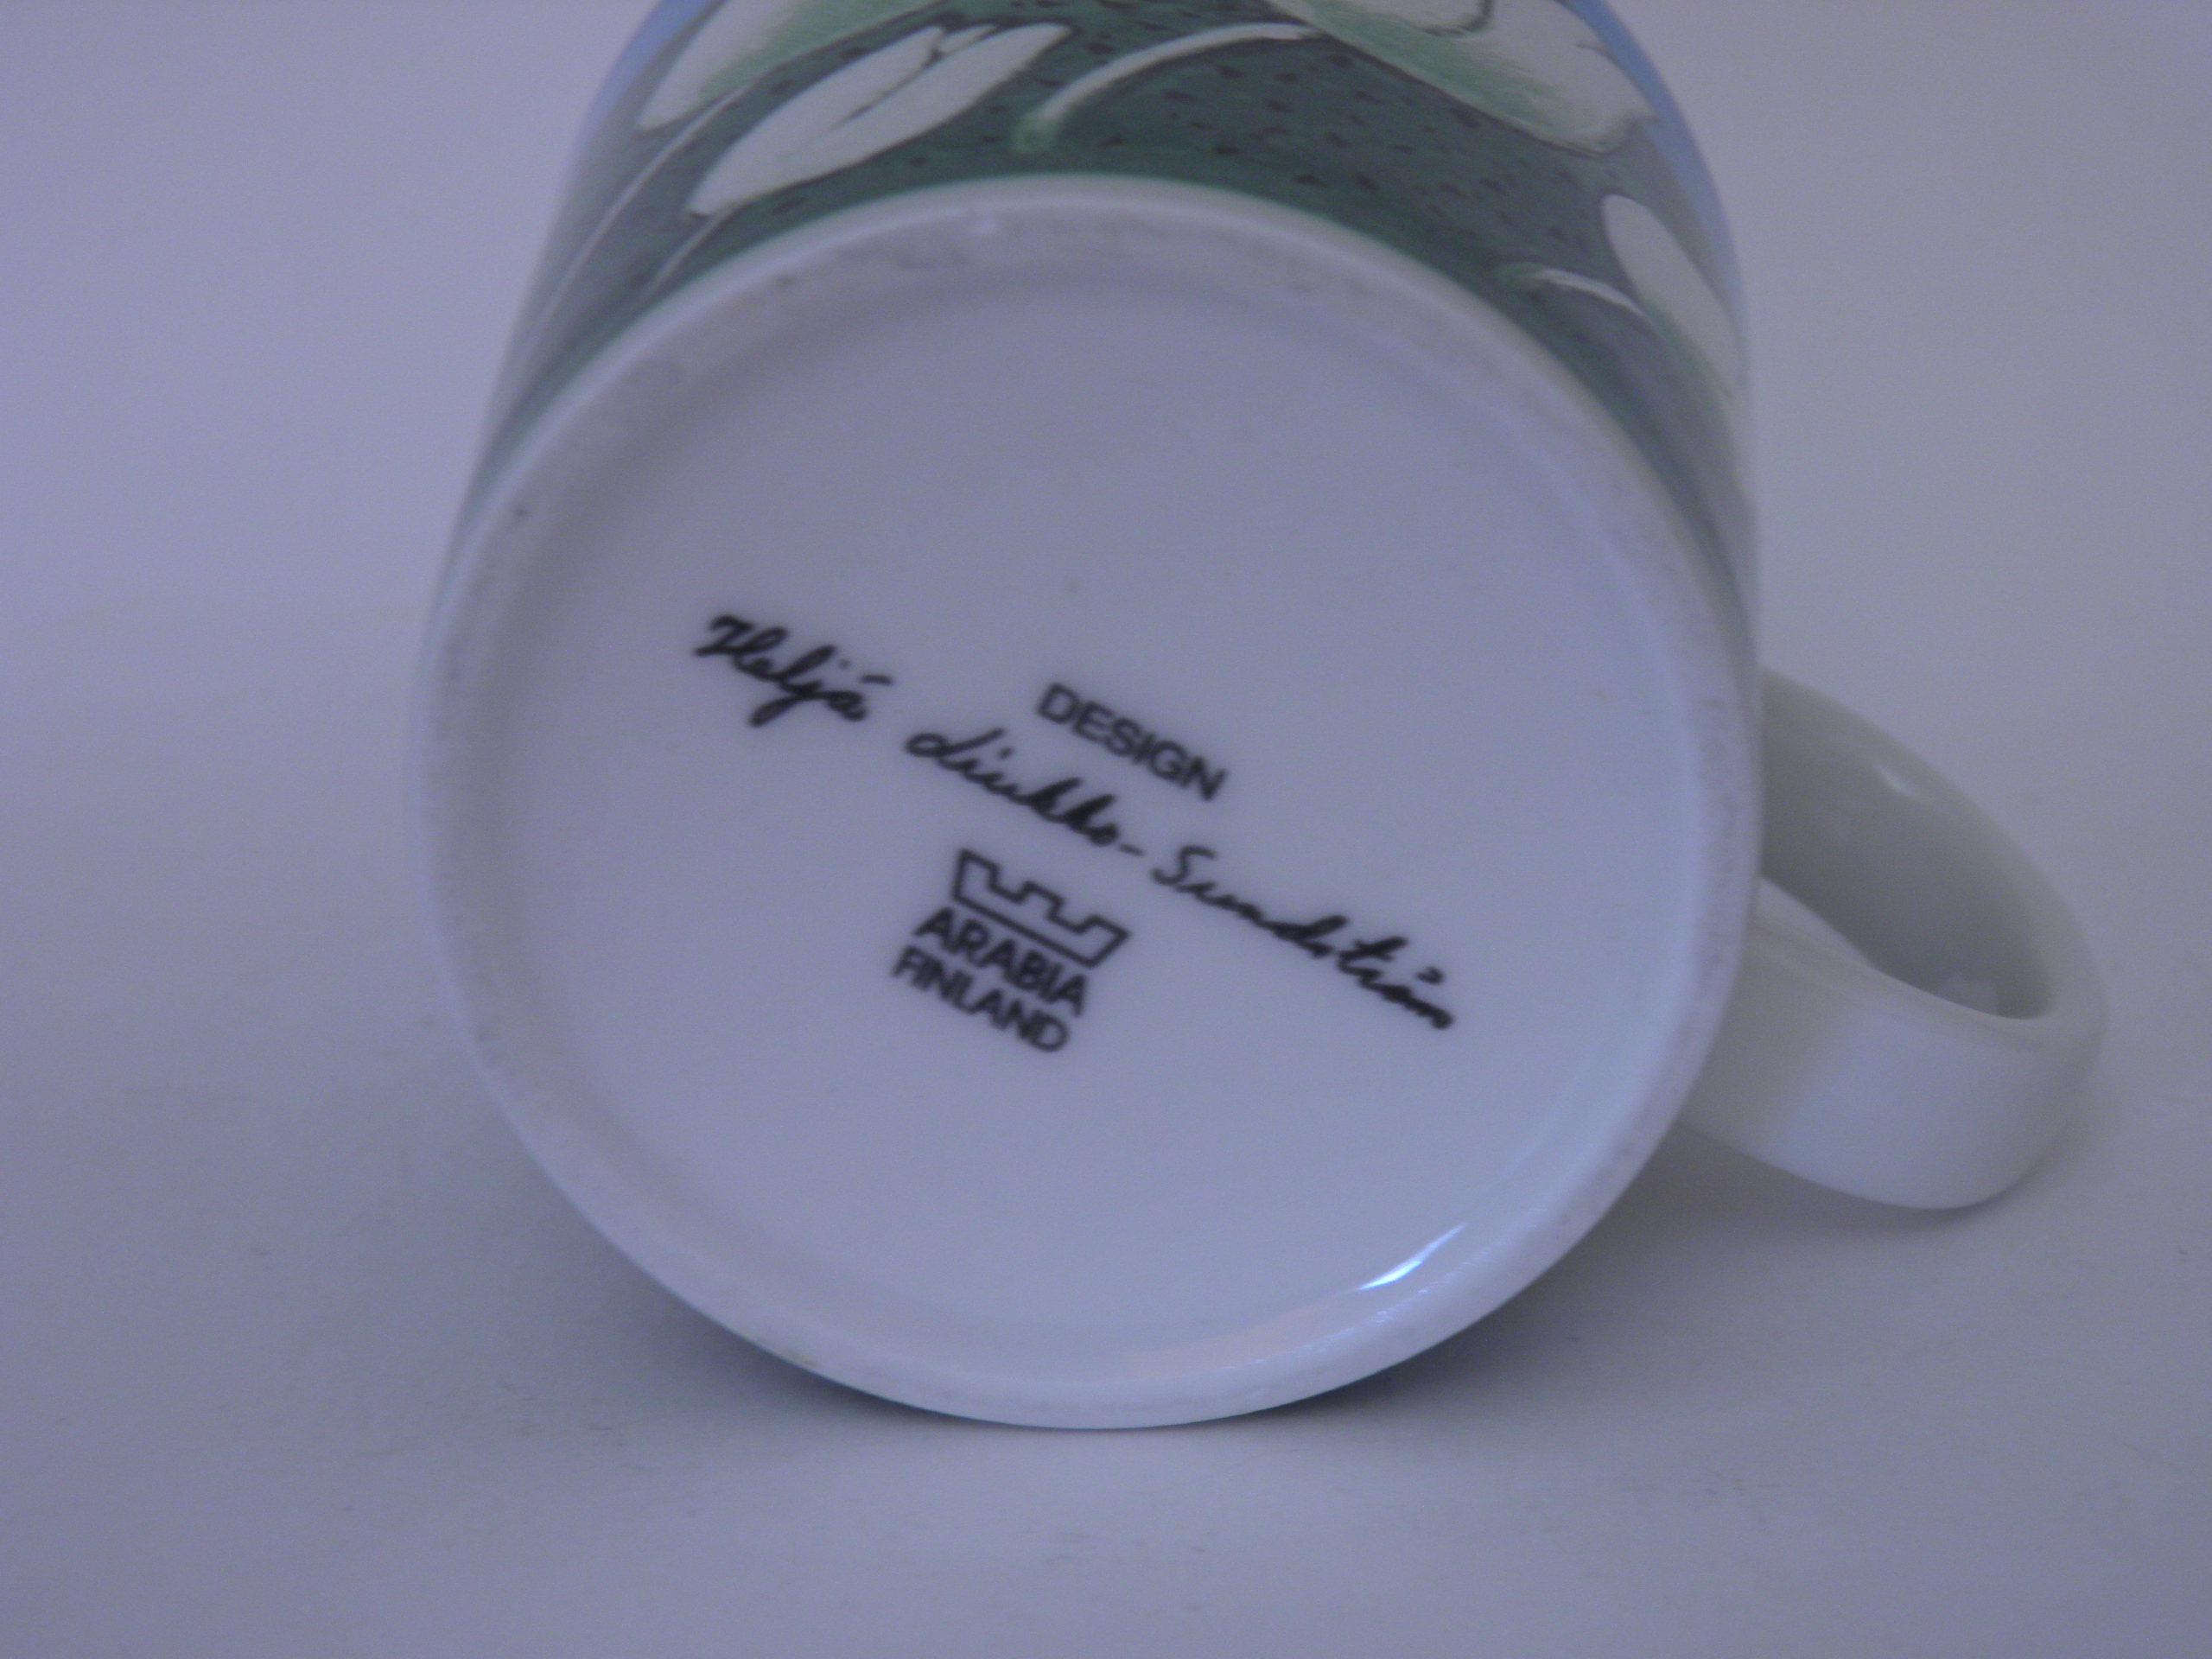 DESIGN
Heljä Liukko-Sundström
ARABIA
FINLAND